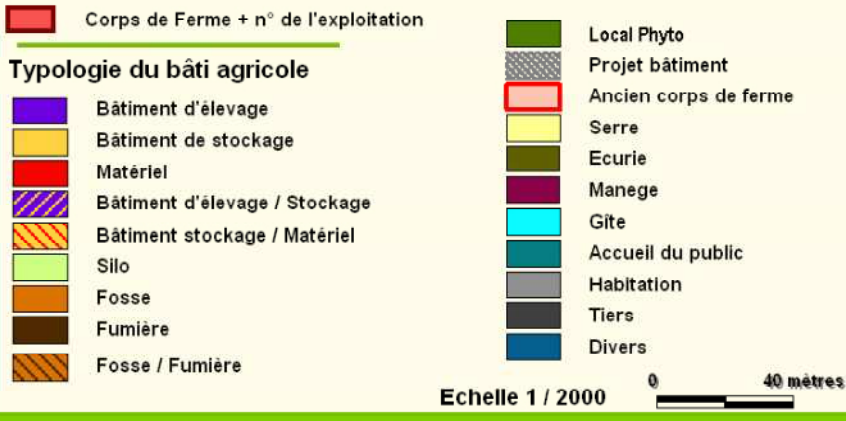 Corps de Ferme + n° de l'exploitation
Typologie du bâti agricole
Bâtiment d'élevage
Bâtiment de stockage
Matériel
Bâtiment d'élevage / Stockage
Bâtiment stockage / Matériel
Silo
Fosse
Fumière
Fosse / Fumière
Local Phyto
Projet bâtiment
Ancien corps de ferme
Serre
Ecurie
Manege
Gîte
Accueil du public
Habitation
Tiers
Divers
Echelle 1 / 2000
0 40 mètres